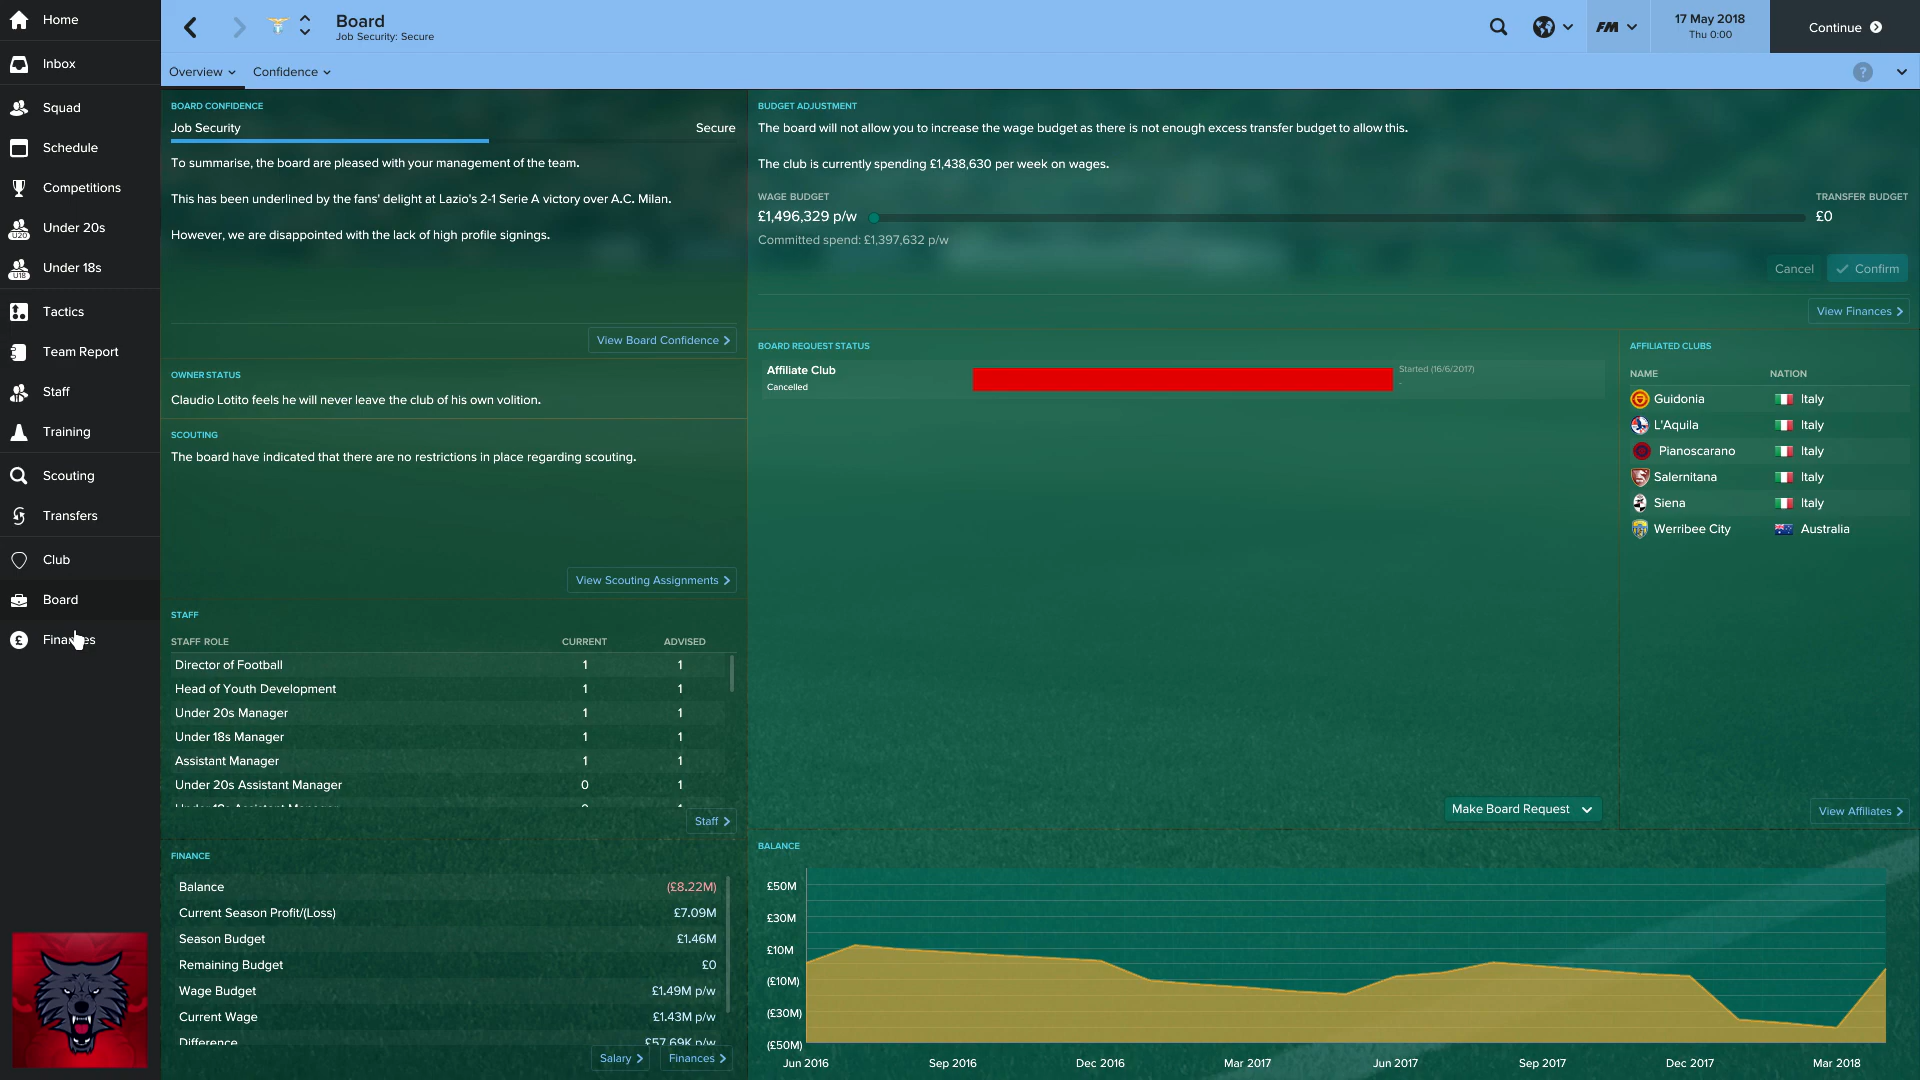 Home
Inbox
Squad
Schedule
Competitions
Under 20s
Under 18s
Tactics
Team Report
Staff
Training
Scouting
Transfers
Club
Board
Board
Job Security: Secure
FM
17 May 2018
Thu 0:00
Continue
Overview
Confidence
?
BOARD CONFIDENCE
Job Security Secure
To summarise, the board are pleased with your management of the team.
This has been underlined by the fans' delight at Lazio's 2-1 Serie A victory over A.C. Milan.
However, we are disappointed with the lack of high profile signings.
View Board Confidence
OWNER STATUS
Claudio Lotito feels he will never leave the club of his own volition.
SCOUTING
The board have indicated that there are no restrictions in place regarding scouting.
View Scouting Assignments
STAFF
STAFF ROLE CURRENT ADVISED
Director of Football 1 1
Head of Youth Development 1 1
Under 20s Manager 1 1
Under 18s Manager 1 1
Assistant Manager 1 1
Under 20s Assistant Manager 0 1
Staff
FINANCE
Balance (£8.22M)
Current Season Profit/(Loss) £7.09M
Season Budget £1.46M
Remaining Budget £0
Wage Budget £1.49M p/w
Current Wage £1.43M p/w
Difference £57.69K p/w
Salary
Finances
BUDGET ADJUSTMENT
The board will not allow you to increase the wage budget as there is not enough excess transfer budget to allow this.
The club is currently spending £1,438,630 per week on wages.
WAGE BUDGET TRANSFER BUDGET
£1,496,329 p/w £0
Committed spend: £1,397,632 p/w
Cancel
Confirm
View Finances
BOARD REQUEST STATUS
Affiliate Club Started (16/6/2017)
Cancelled -
Make Board Request
AFFILIATED CLUBS
NAME NATION
Guidonia Italy
L'Aquila Italy
Pianoscarano Italy
Salernitana Italy
Siena Italy
Werribee City Australia
View Affiliates
BALANCE
£50M
£30M
£10M
(£10M)
(£30M)
(£50M)
Jun 2016 Sep 2016 Dec 2016 Mar 2017 Jun 2017 Sep 2017 Dec 2017 Mar 2018